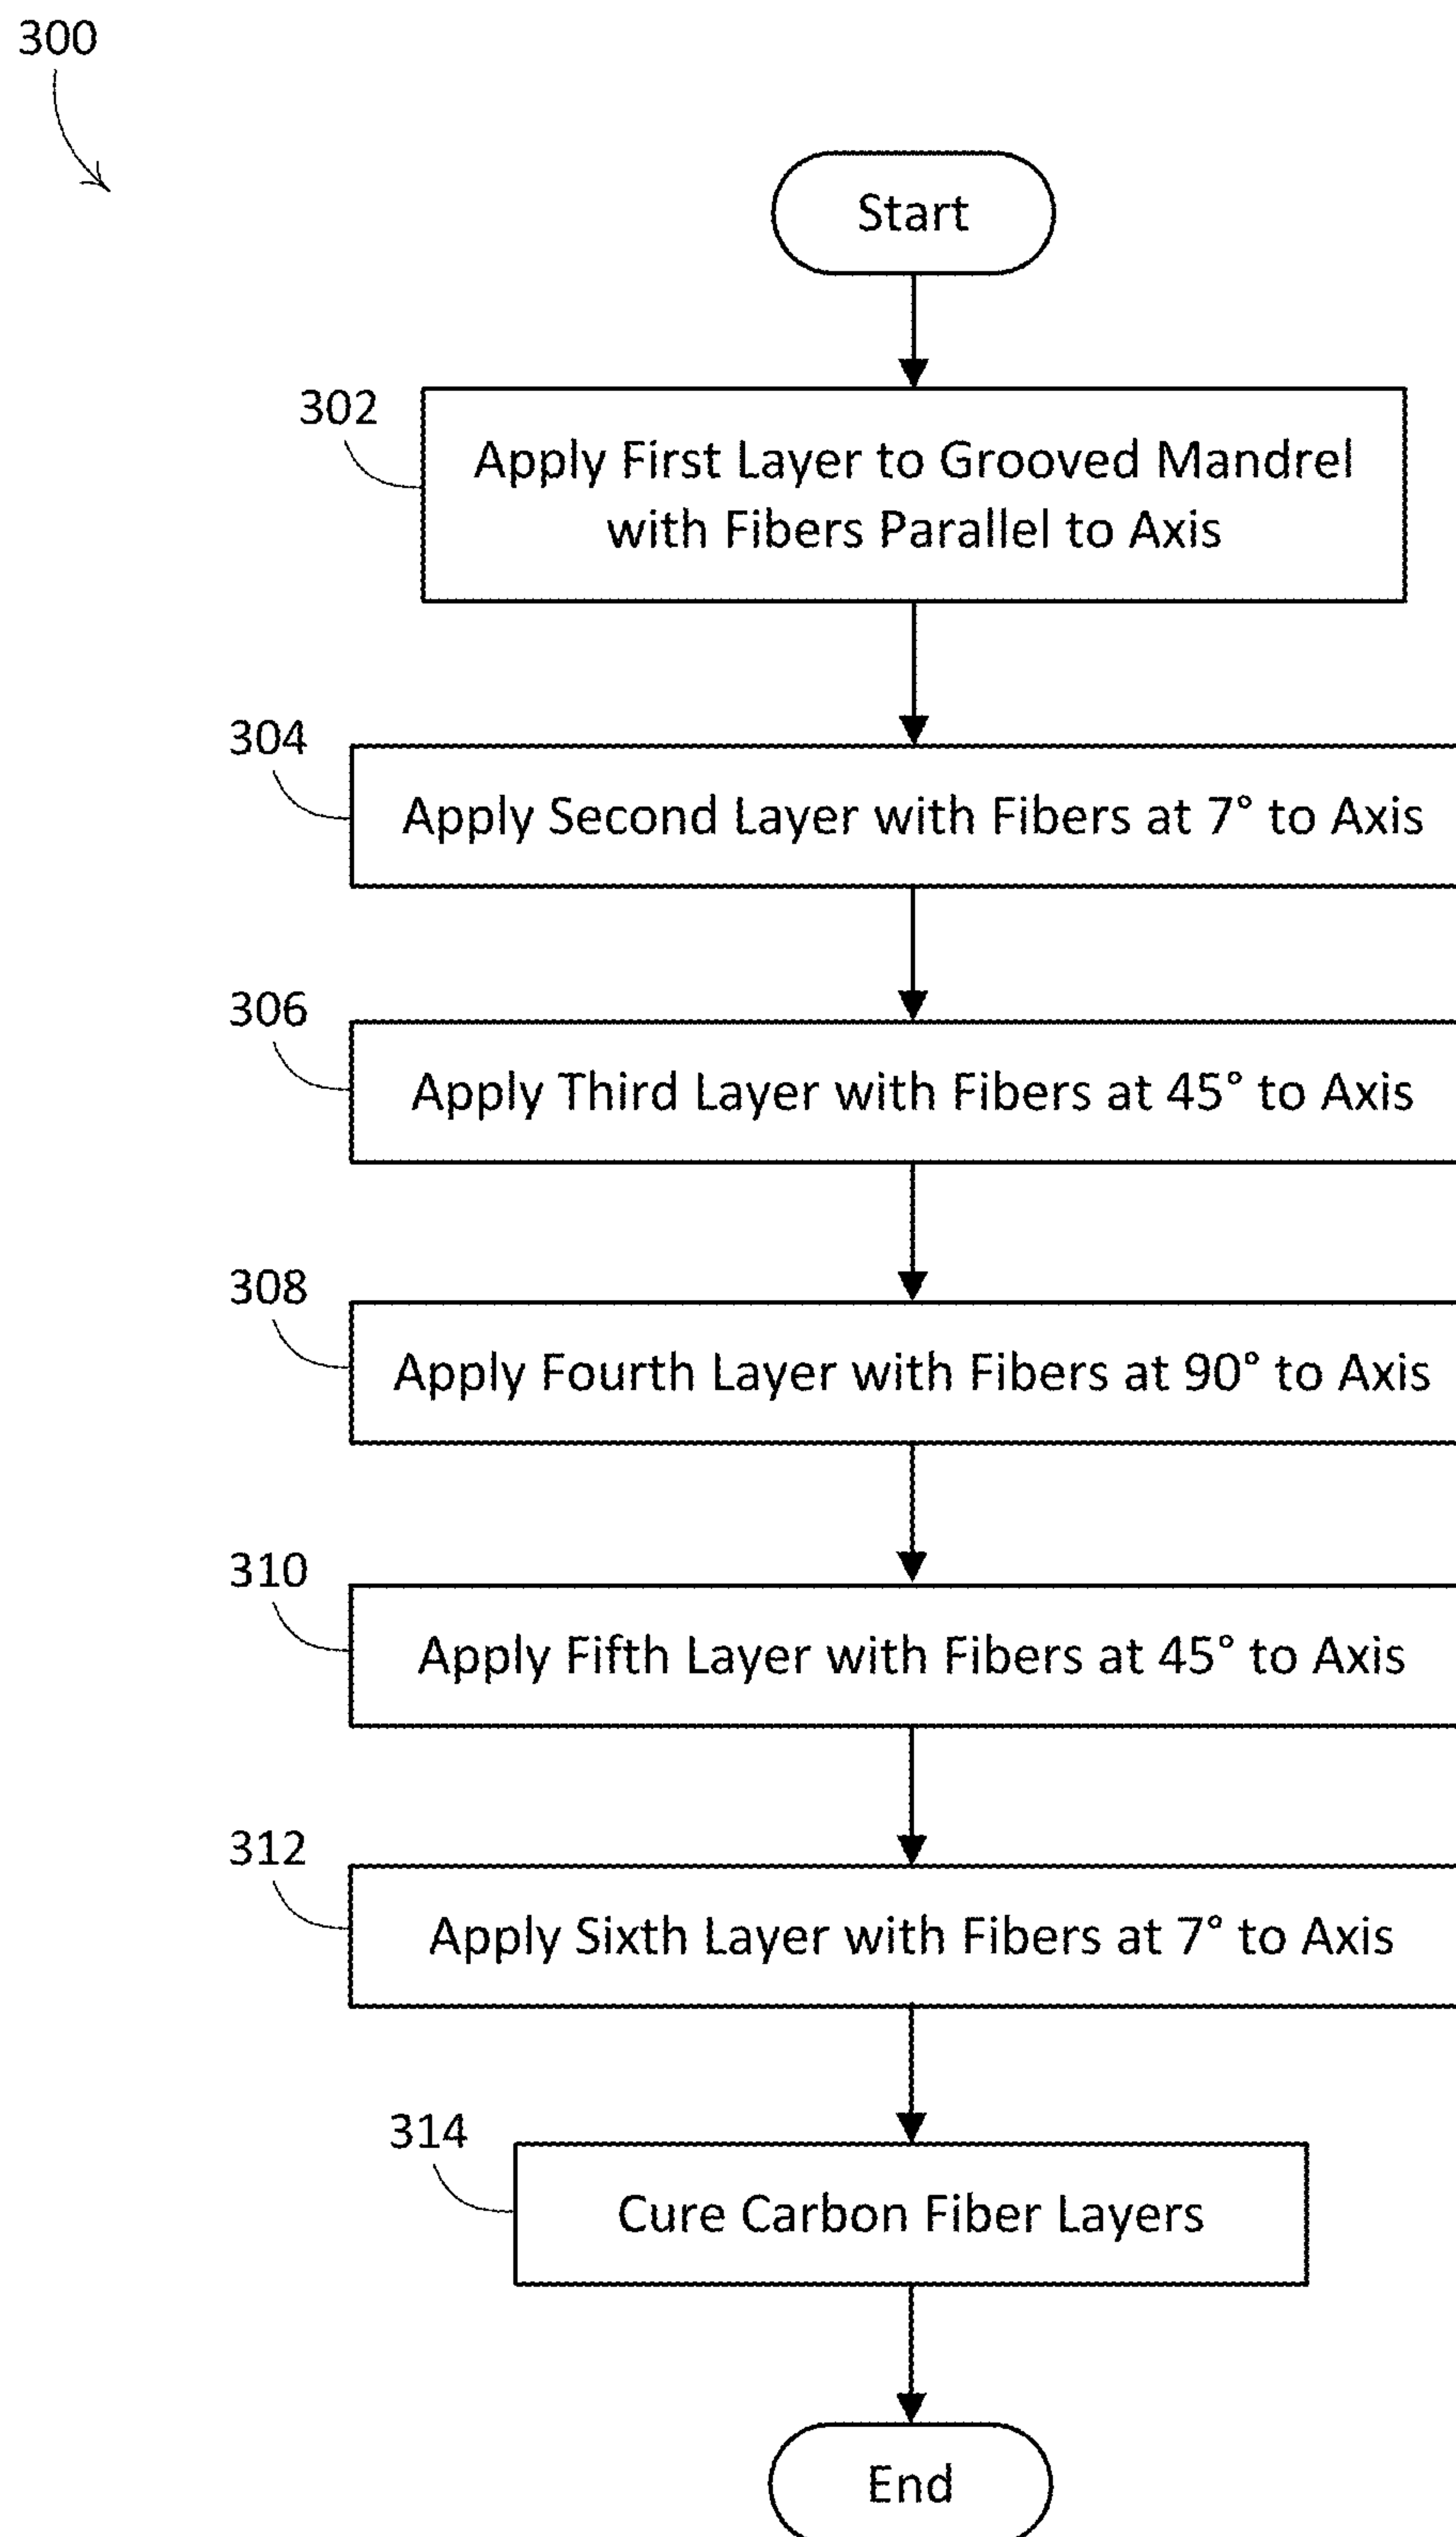 300
Start
302
Apply First Layer to Grooved Mandrel
with Fibers Parallel to Axis
304
Apply Second Layer with Fibers at 7° to Axis
306
Apply Third Layer with Fibers at 45° to Axis
308
Apply Fourth Layer with Fibers at 90° to Axis
310
Apply Fifth Layer with Fibers at 45° to Axis
312
Apply Sixth Layer with Fibers at 7° to Axis
314
Cure Carbon Fiber Layers
End